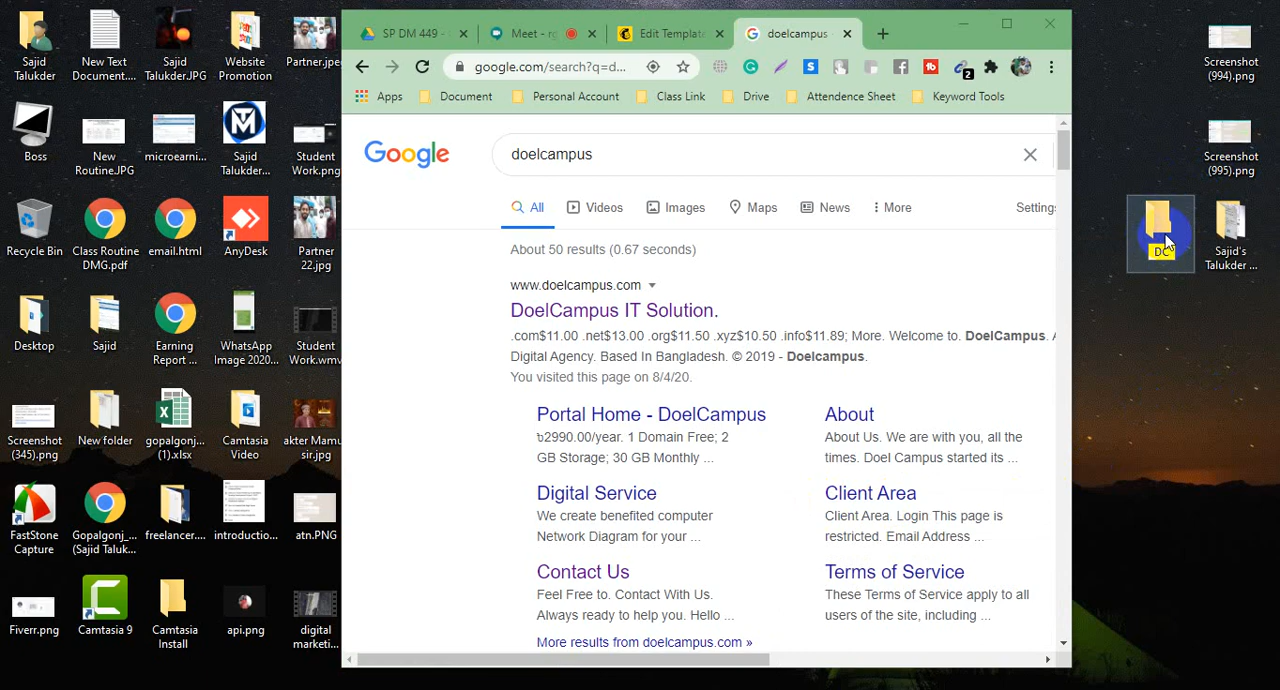 Sajid
Talukder
New Text
Document....
Sajid
Talukder.JPG
Website
Promotion
Partner.jpeg
Boss
New
Routine.JPG
microearni...
Sajid
Talukder...
Student
Work.png
Recycle Bin
Class Routine
DMG.pdf
email.html
AnyDesk
Partner
22.jpg
Desktop
Sajid
Earning
Report ...
WhatsApp
Image 2020...
Student
Work.wmv
Screenshot
(345).png
New folder
gopalgonj_...
(1).xlsx
Camtasia
Video
akter Mamu
sir.jpg
FastStone
Capture
Gopalgonj_...
(Sajid Taluk...
freelancer....
introductio...
atn.PNG
Fiverr.png
Camtasia 9
Camtasia
Install
api.png
digital
marketi...
SP DM 449 -
Meet - rg
Edit Template
doelcampus -
google.com/search?q=d...
2
Apps
Document
Personal Account
Class Link
Drive
Attendence Sheet
Keyword Tools
Google
doelcampus
All
Videos
Images
Maps
News
More
Settings
About 50 results (0.67 seconds)
www.doelcampus.com
DoelCampus IT Solution.
.com$11.00 .net$13.00 .org$11.50 .xyz$10.50 .info$11.89; More. Welcome to. DoelCampus. A
Digital Agency. Based In Bangladesh. © 2019 - Doelcampus.
You visited this page on 8/4/20.
Portal Home - DoelCampus
৳2990.00/year. 1 Domain Free; 2
GB Storage; 30 GB Monthly ...
About
About Us. We are with you, all the
times. Doel Campus started its ...
Digital Service
We create benefited computer
Network Diagram for your ...
Client Area
Client Area. Login This page is
restricted. Email Address ...
Contact Us
Feel Free to. Contact With Us.
Always ready to help you. Hello ...
Terms of Service
These Terms of Service apply to all
users of the site, including ...
More results from doelcampus.com »
Screenshot
(994).png
Screenshot
(995).png
DC
Sajid's
Talukder ...